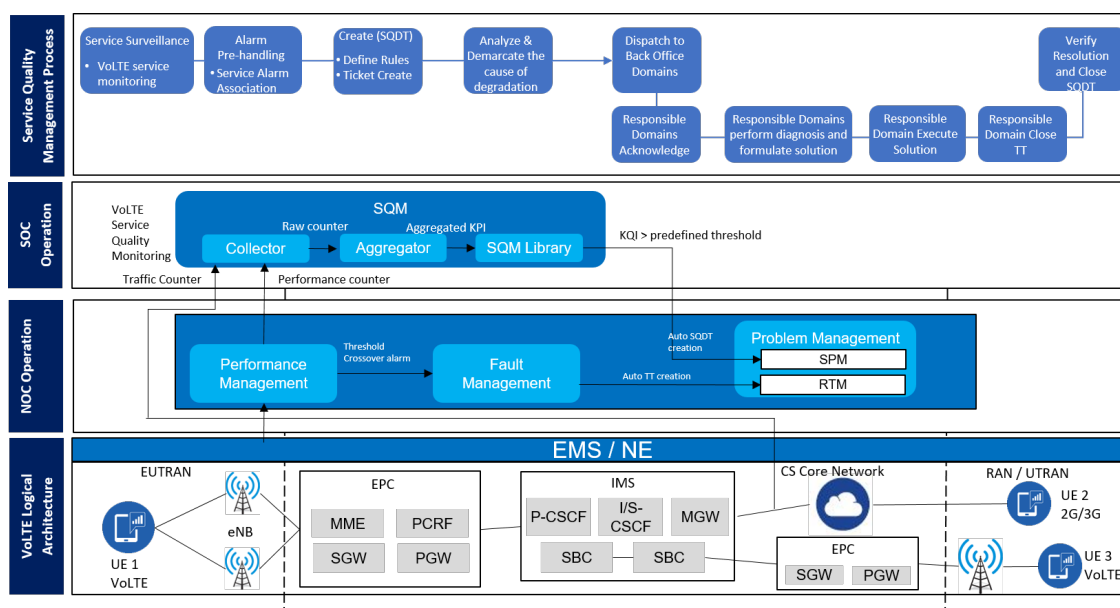 Service Quality
Management Process
Service Surveillance
• VoLTE service
monitoring
Alarm
Pre-handling
• Service Alarm
Association
Create (SQDT)
• Define Rules
• Ticket Create
Analyze &
Demarcate the
cause of
degradation
Dispatch to
Back Office
Domains
Verify
Resolution
and Close
SQDT
Responsible
Domains
Acknowledge
Responsible Domains
perform diagnosis and
formulate solution
Responsible
Domain Execute
Solution
Responsible
Domain Close
TT
SOC
Operation
VoLTE
Service
Quality
Monitoring
SQM
Raw counter
Aggregated KPI
Collector
Aggregator
SQM Library
KQI > predefined threshold
Traffic Counter
Performance counter
NOC Operation
Performance
Management
Threshold
Crossover alarm
Fault
Management
Auto SQDT
creation
Auto TT creation
Problem Management
SPM
RTM
VoLTE Logical
Architecture
EMS / NE
EUTRAN
UE 1
VoLTE
eNB
EPC
MME
PCRF
SGW
PGW
IMS
P-CSCF
I/S-
CSCF
MGW
SBC
SBC
CS Core Network
EPC
SGW
PGW
RAN / UTRAN
UE 2
2G/3G
UE 3
VoLTE